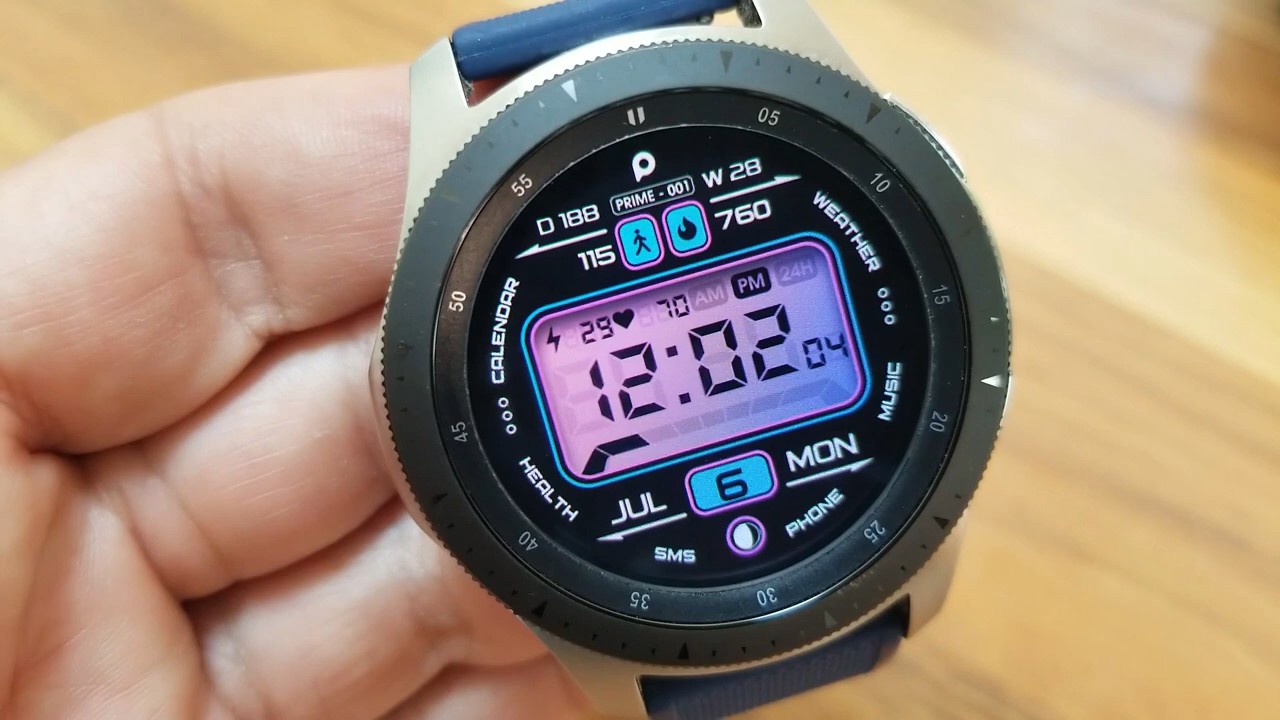 05
10
15
20
25
30
35
40
45
50
55
PRIME - 001
D 188
W 28
115
760
WEATHER
CALENDAR
29
70
AM
PM
24H
12:02 04
MUSIC
HEALTH
JUL
6
MON
SMS
PHONE